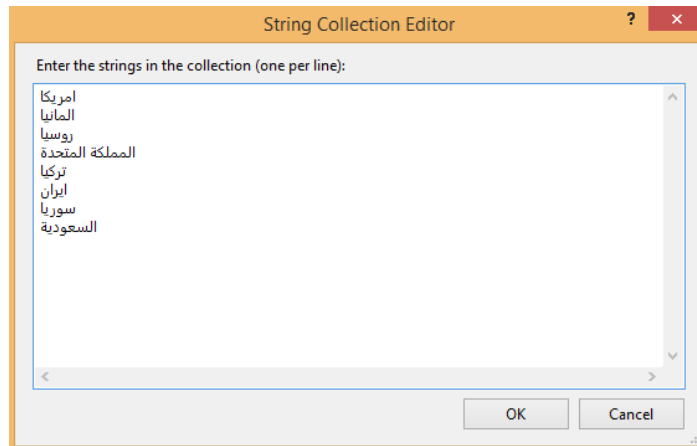 String Collection Editor
?
×
Enter the strings in the collection (one per line):
امريكا
المانيا
روسيا
المملكة المتحدة
تركيا
ايران
سوريا
السعودية
OK
Cancel